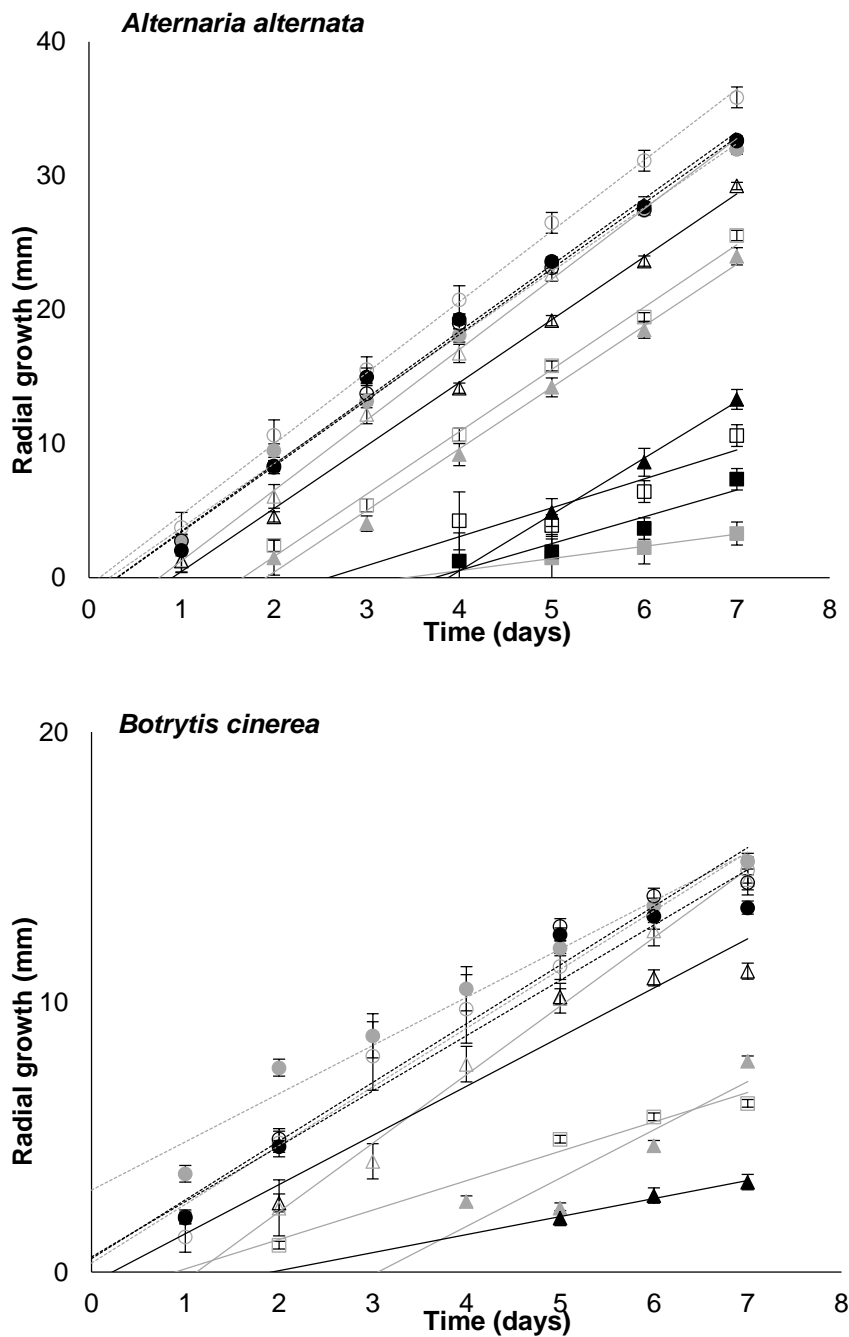 Alternaria alternata
40
30
20
10
0
Radial growth (mm)
0 1 2 3 4 5 6 7 8
Time (days)
Botrytis cinerea
20
10
0
Radial growth (mm)
0 1 2 3 4 5 6 7 8
Time (days)